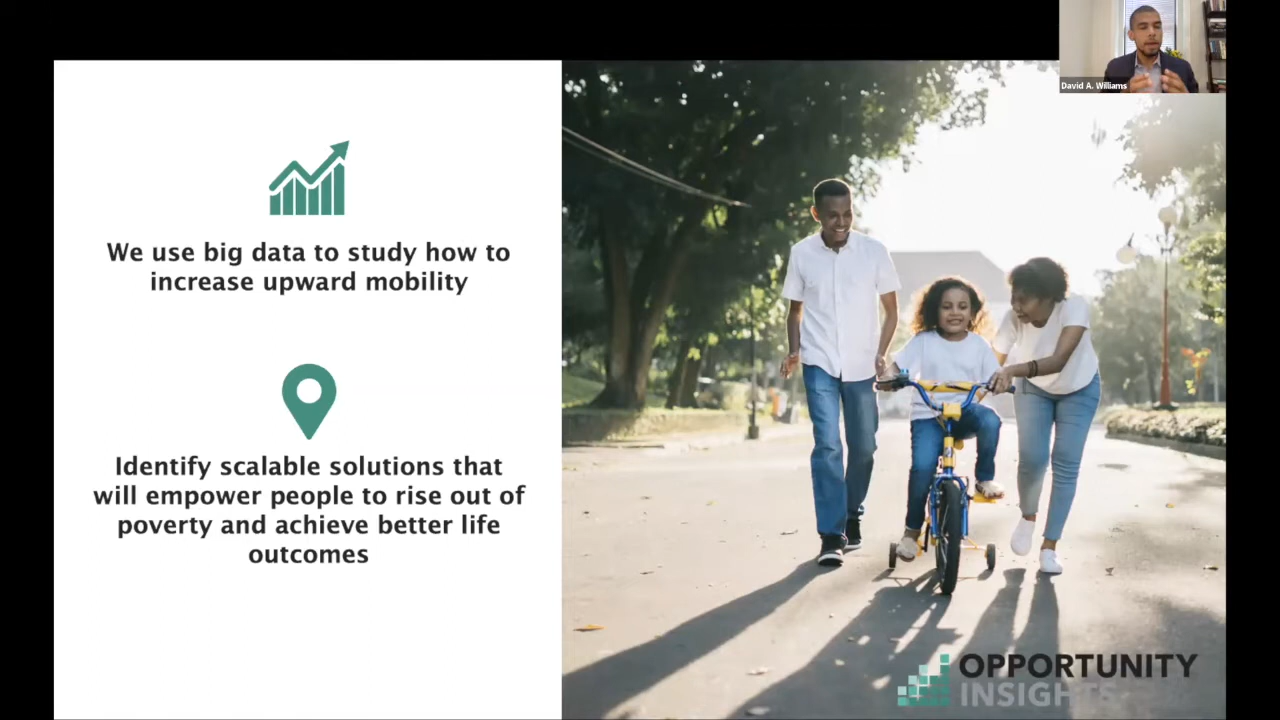 David A. Williams
We use big data to study how to
increase upward mobility
Identify scalable solutions that
will empower people to rise out of
poverty and achieve better life
outcomes
OPPORTUNITY
INSIGHTS